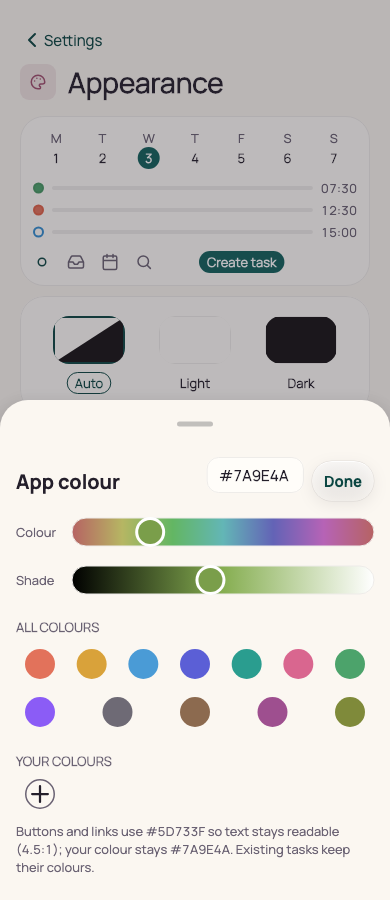 Settings
Appearance
M T W T F S S
1 2 3 4 5 6 7
07:30
12:30
15:00
Create task
Auto Light Dark
App colour #7A9E4A Done
Colour
Shade
ALL COLOURS
YOUR COLOURS
Buttons and links use #5D733F so text stays readable
(4.5:1); your colour stays #7A9E4A. Existing tasks keep
their colours.